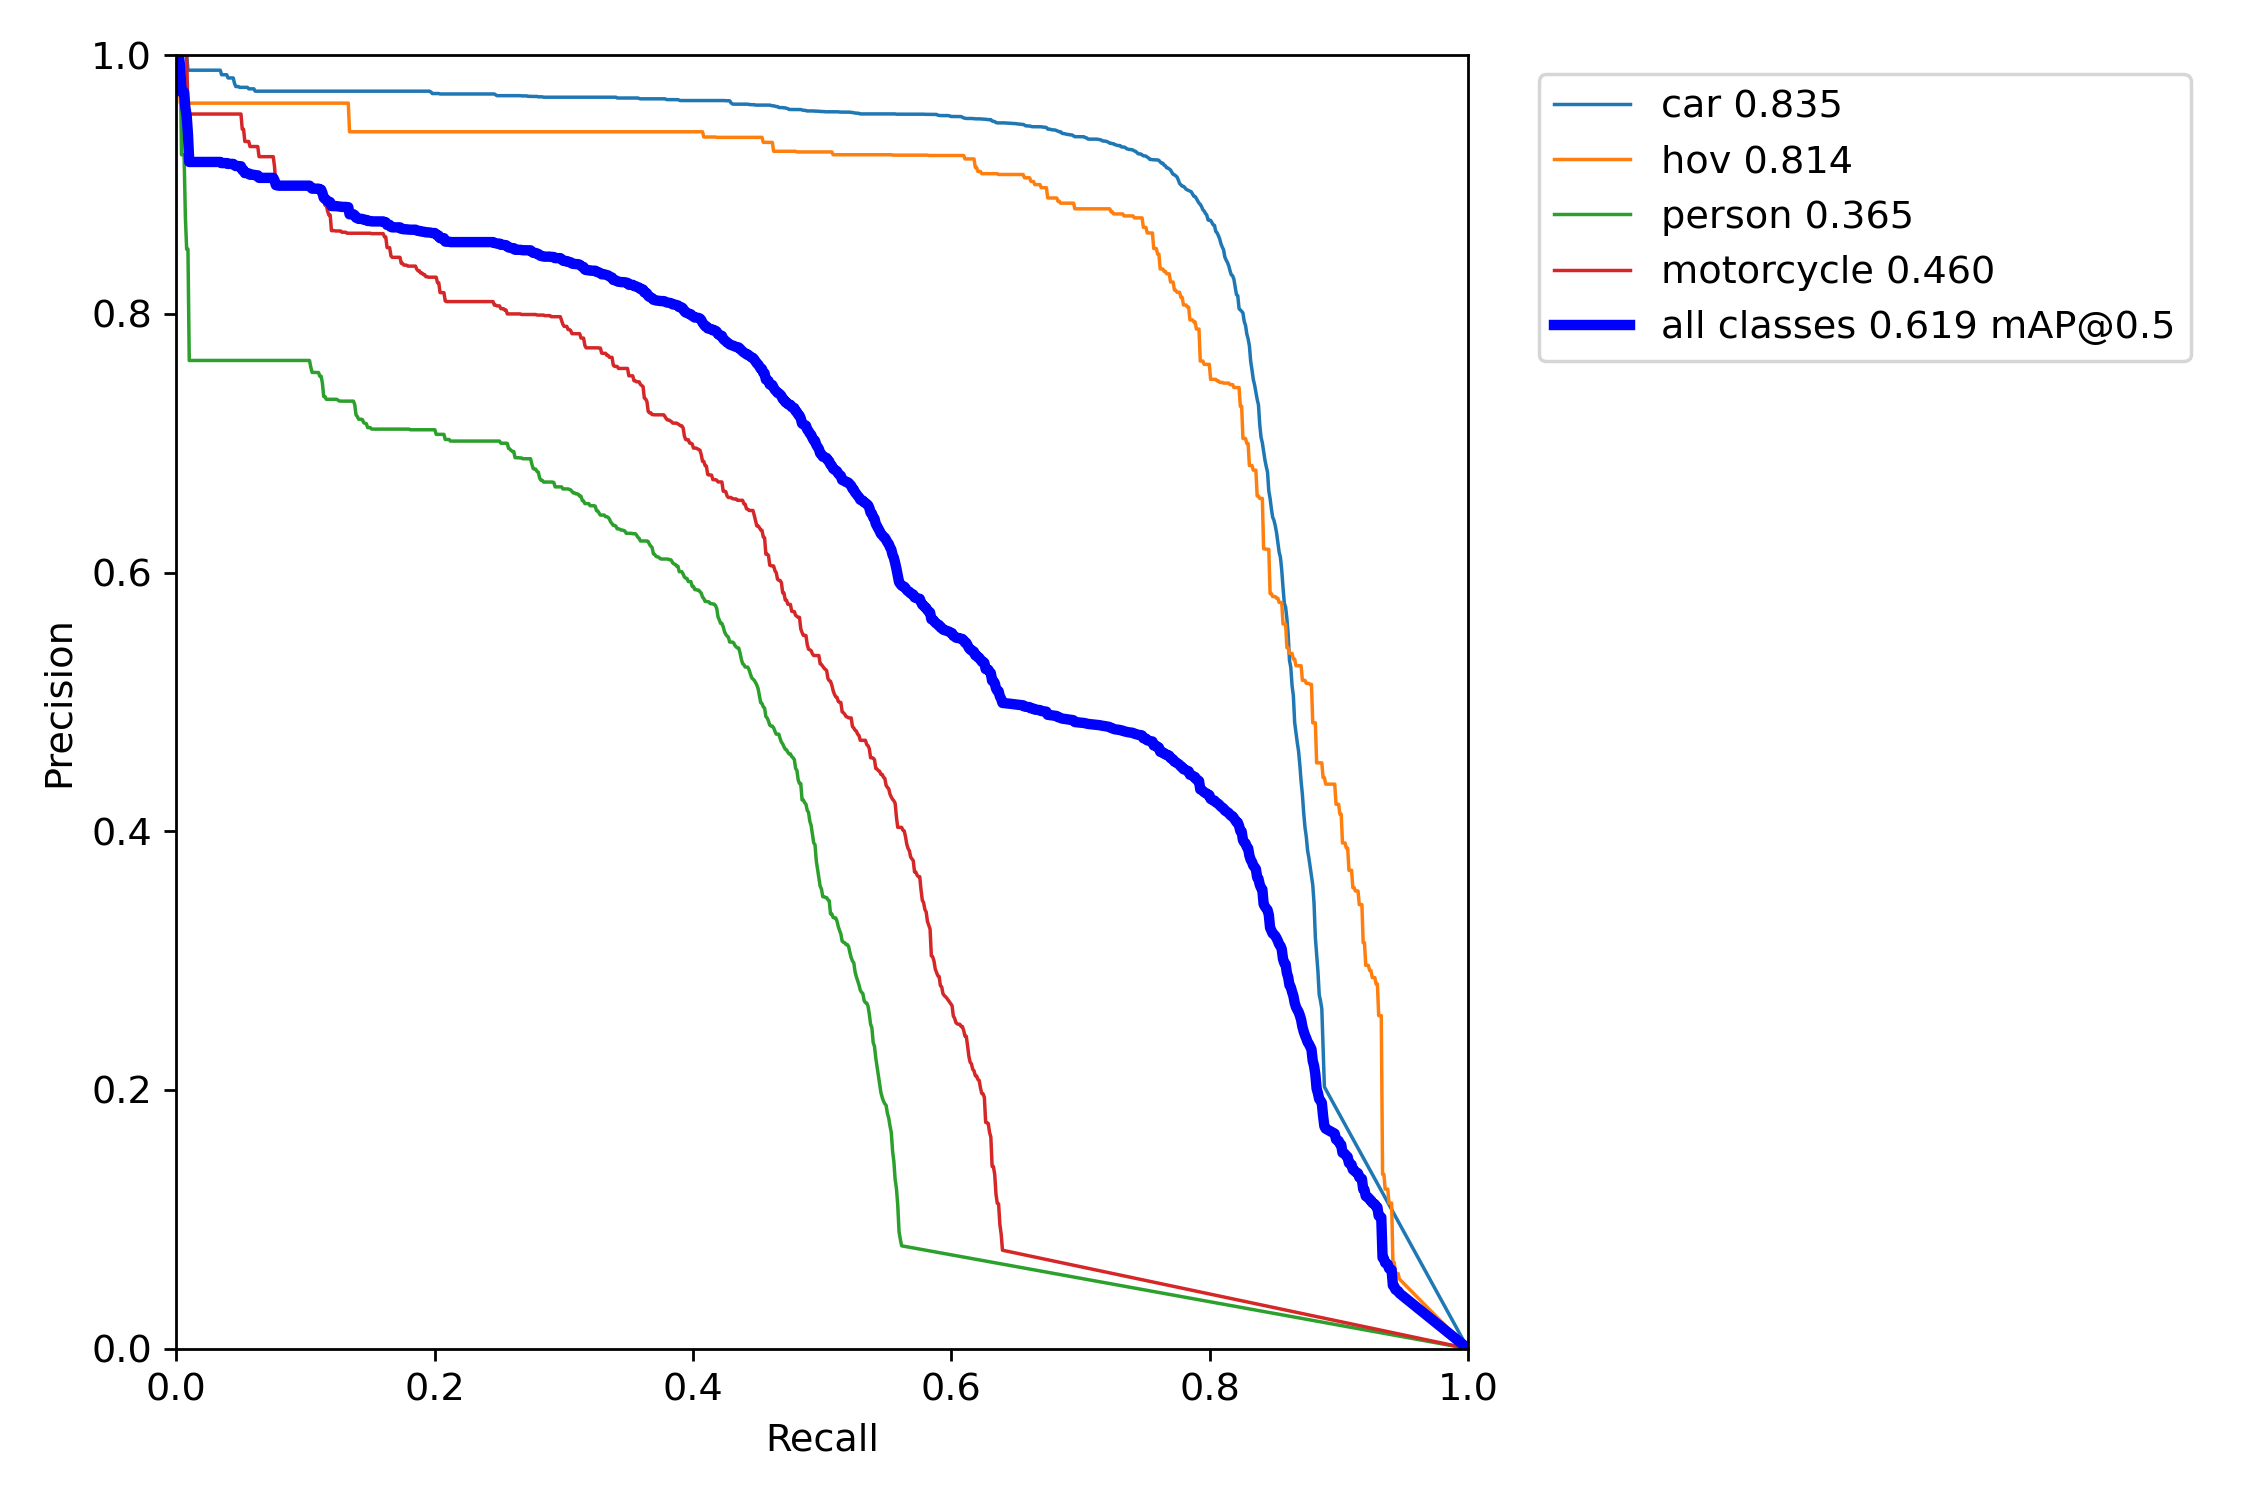 1.0
0.8
0.6
0.4
0.2
0.0
0.0 0.2 0.4 0.6 0.8 1.0
Precision
Recall
car 0.835
hov 0.814
person 0.365
motorcycle 0.460
all classes 0.619 mAP@0.5